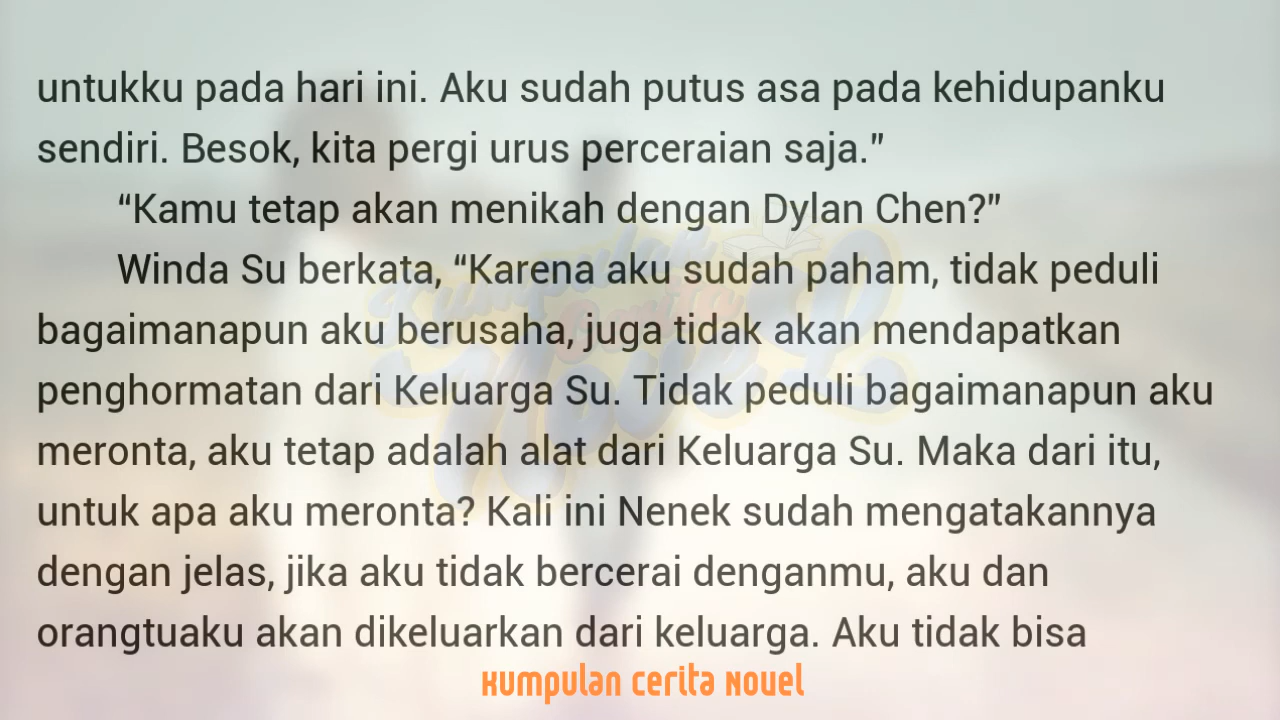 untukku pada hari ini. Aku sudah putus asa pada kehidupanku
sendiri. Besok, kita pergi urus perceraian saja.”
“Kamu tetap akan menikah dengan Dylan Chen?”
Winda Su berkata, “Karena aku sudah paham, tidak peduli
bagaimanapun aku berusaha, juga tidak akan mendapatkan
penghormatan dari Keluarga Su. Tidak peduli bagaimanapun aku
meronta, aku tetap adalah alat dari Keluarga Su. Maka dari itu,
untuk apa aku meronta? Kali ini Nenek sudah mengatakannya
dengan jelas, jika aku tidak bercerai denganmu, aku dan
orangtuaku akan dikeluarkan dari keluarga. Aku tidak bisa
Kumpulan Cerita Novel
Kumpulan
Cerita
Novel